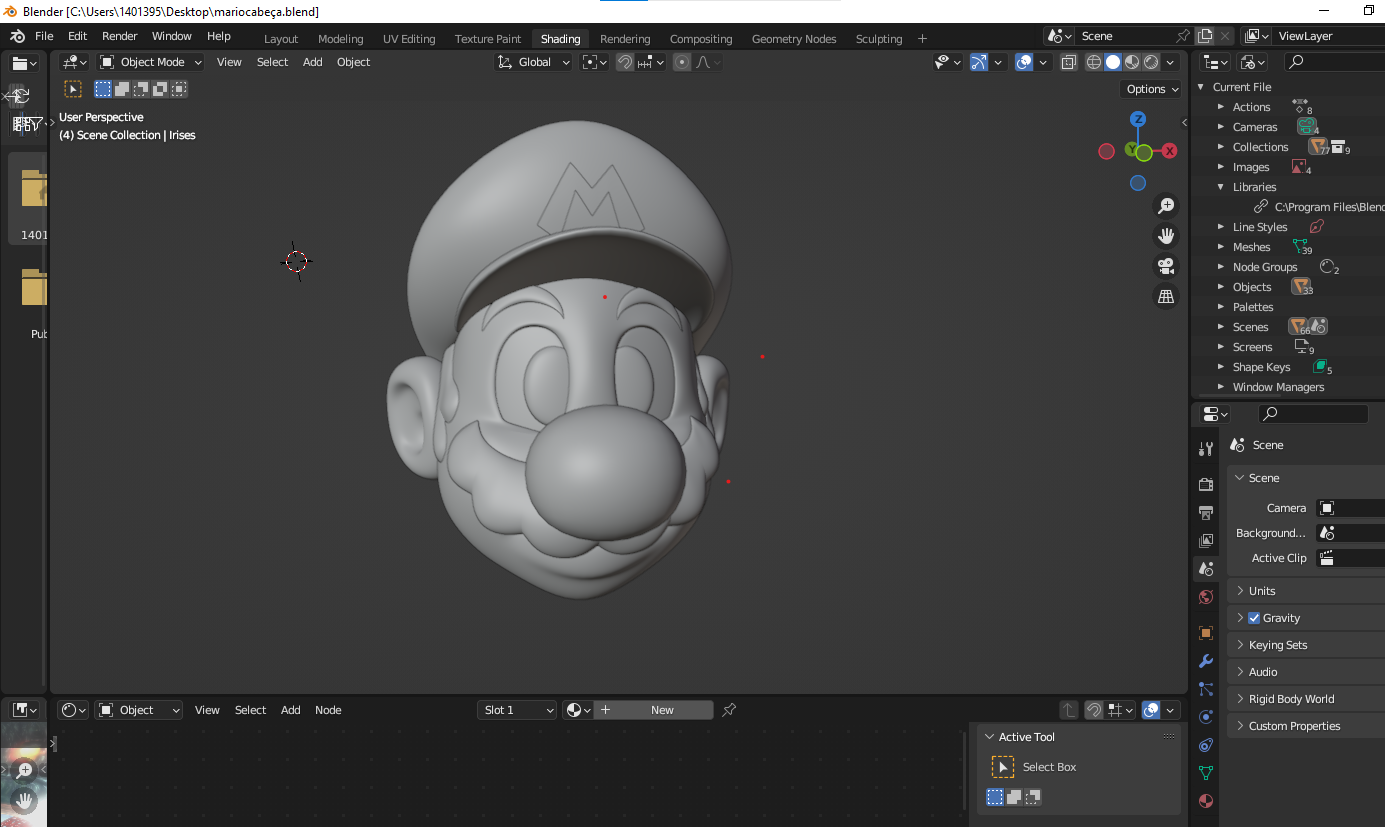 Blender [C:\Users\1401395\Desktop\mariocabeça.blend]
File Edit Render Window Help Layout Modeling UV Editing Texture Paint Shading Rendering Compositing Geometry Nodes Sculpting + Scene ViewLayer
Object Mode View Select Add Object Global
Options
User Perspective
(4) Scene Collection | Irises
Z
Y X
M
1401
Pub
Current File
Actions 8
Cameras 4
Collections 77 9
Images 4
Libraries
C:\Program Files\Blend
Line Styles
Meshes 39
Node Groups 2
Objects 33
Palettes
Scenes 66
Screens 9
Shape Keys 5
Window Managers
Scene
Scene
Camera
Background...
Active Clip
Units
Gravity
Keying Sets
Audio
Rigid Body World
Custom Properties
Object View Select Add Node Slot 1 New
Active Tool
Select Box